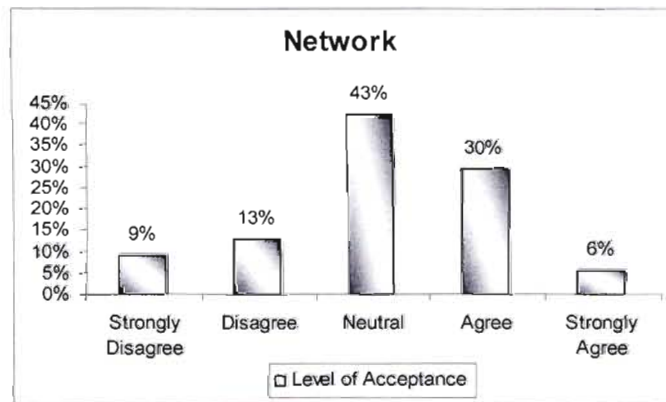 Network
45%
40%
35%
30%
25%
20%
15%
10%
5%
0%
9%
13%
43%
30%
6%
Strongly Disagree
Disagree
Neutral
Agree
Strongly Agree
Level of Acceptance